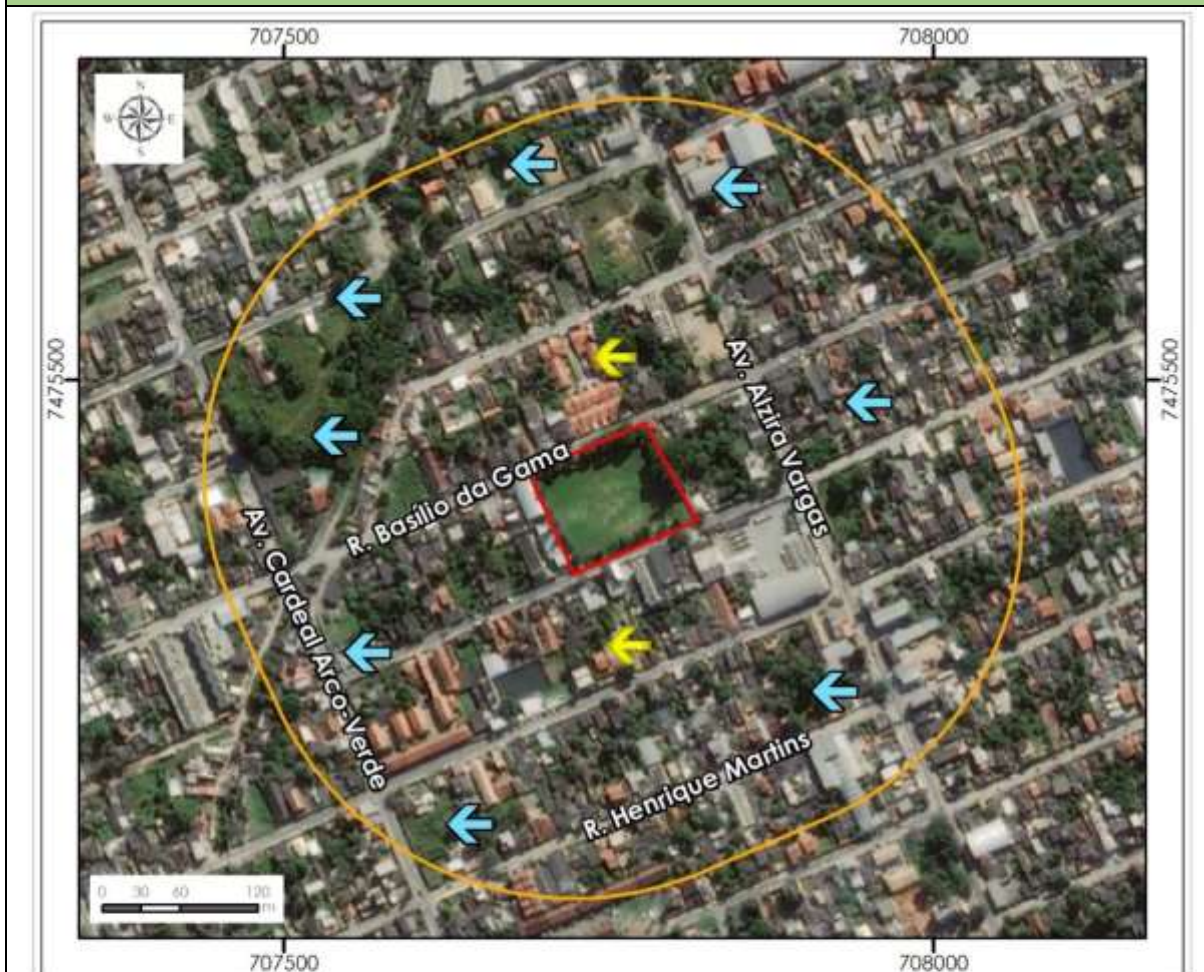 707500
708000
S
E
S
7475500
7475500
Av. Alzira Vargas
R. Basílio da Gama
Av. Cardeal Arco-Verde
R. Henrique Martins
0 30 60 120
m
707500
708000